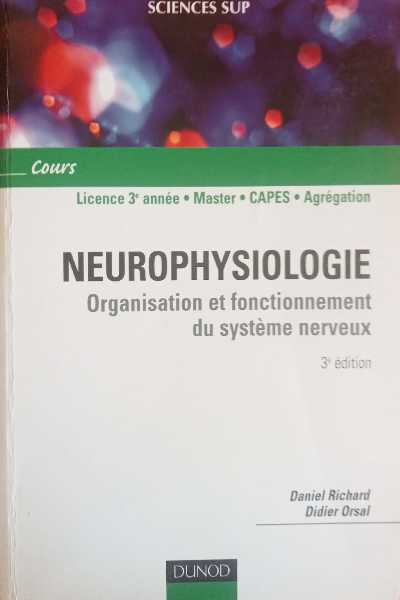 SCIENCES SUP
Cours
Licence 3e année • Master • CAPES • Agrégation
NEUROPHYSIOLOGIE
Organisation et fonctionnement
du système nerveux
3e édition
Daniel Richard
Didier Orsal
DUNOD